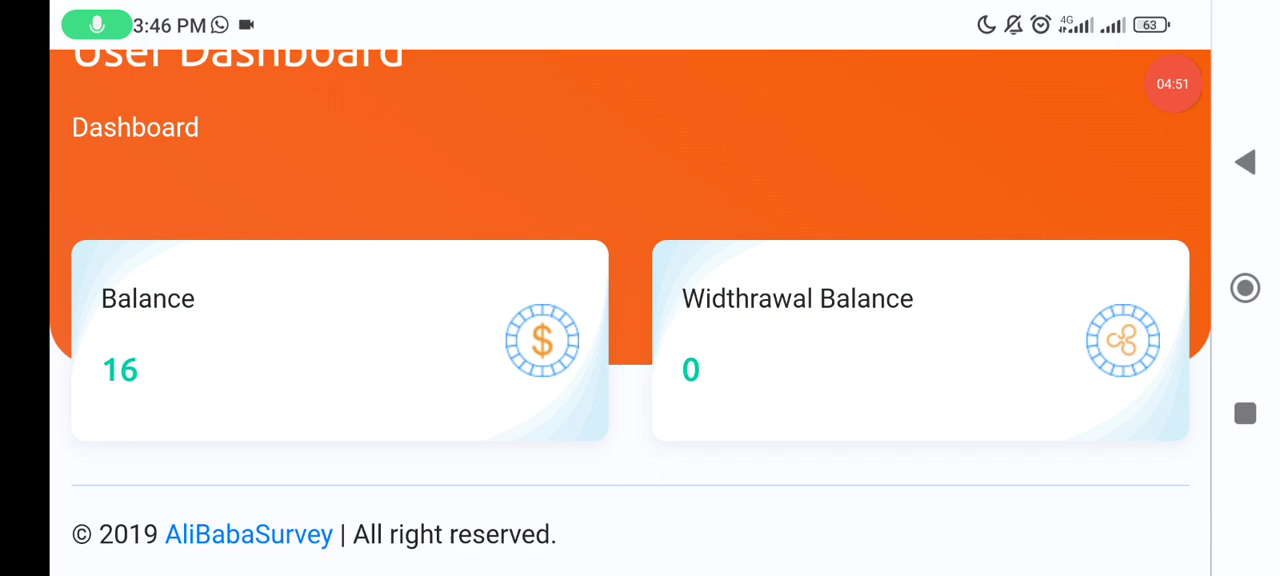 3:46 PM
4G
63
User Dashboard
04:51
Dashboard
Balance
16
Widthrawal Balance
0
© 2019 AliBabaSurvey | All right reserved.